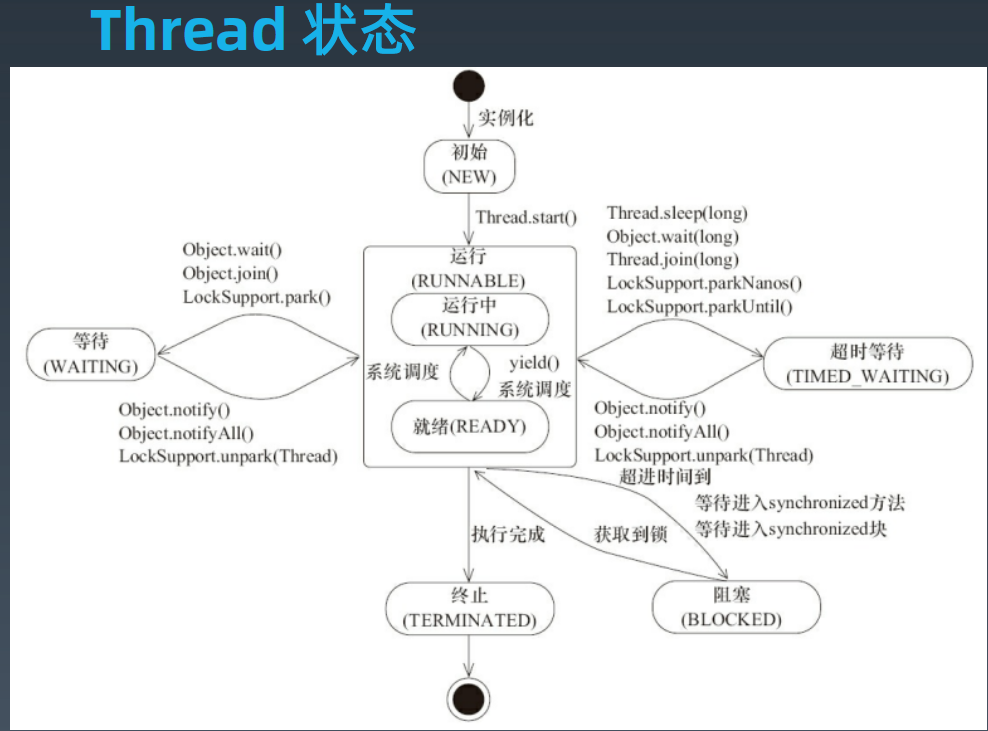 Thread 状态
实例化
初始
(NEW)
Thread.start()
Object.wait()
Object.join()
LockSupport.park()
Thread.sleep(long)
Object.wait(long)
Thread.join(long)
LockSupport.parkNanos()
LockSupport.parkUntil()
运行
(RUNNABLE)
运行中
(RUNNING)
等待
(WAITING)
超时等待
(TIMED_WAITING)
系统调度
yield()
系统调度
就绪(READY)
Object.notify()
Object.notifyAll()
LockSupport.unpark(Thread)
Object.notify()
Object.notifyAll()
LockSupport.unpark(Thread)
超进时间到
等待进入synchronized方法
等待进入synchronized块
执行完成
获取到锁
终止
(TERMINATED)
阻塞
(BLOCKED)